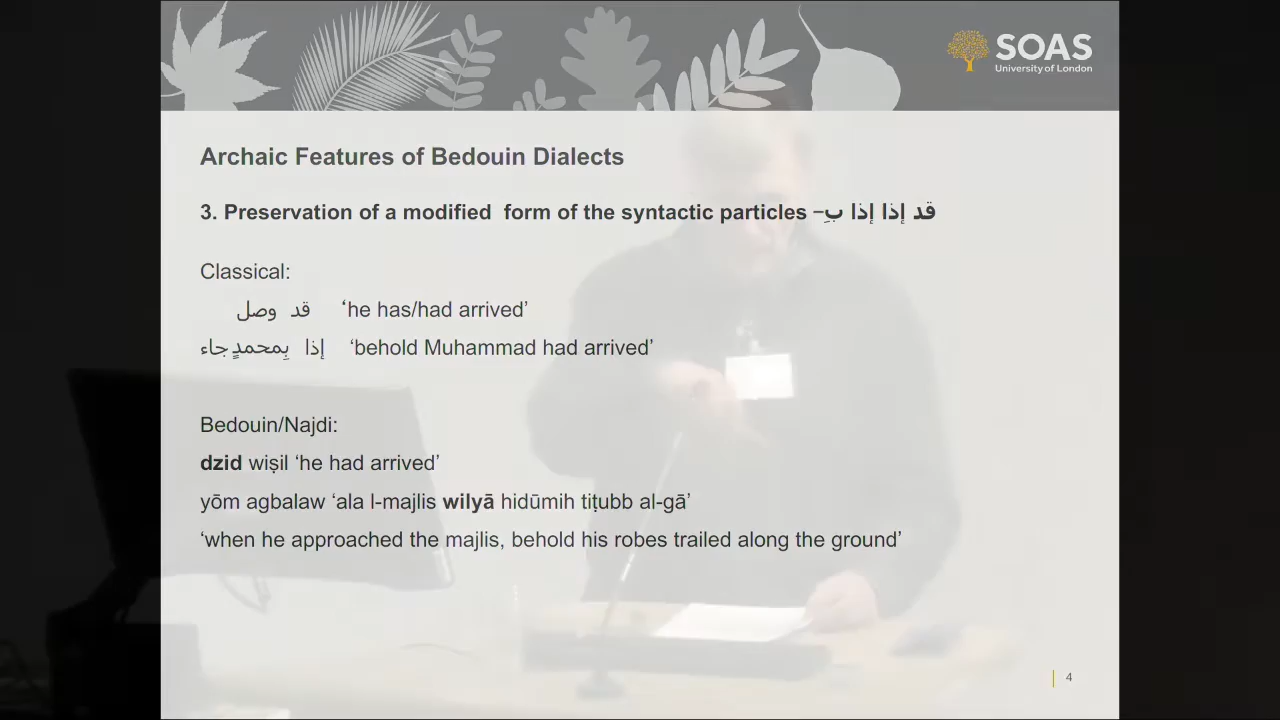 SOAS
University of London
Archaic Features of Bedouin Dialects
3. Preservation of a modified form of the syntactic particles قد إذا إذا بِ–
Classical:
قد وصل ‘he has/had arrived’
إذا بِمحمدٍ جاء ‘behold Muhammad had arrived’
Bedouin/Najdi:
dzid wiṣil ‘he had arrived’
yōm agbalaw ‘ala l-majlis wilyā hidūmih tiṭubb al-gā’
‘when he approached the majlis, behold his robes trailed along the ground’
4